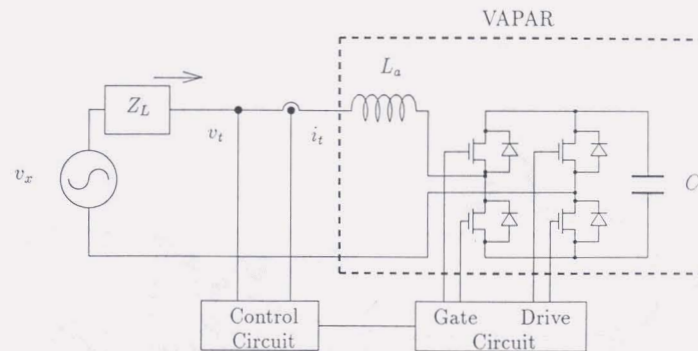 VAPAR
L_a
Z_L
v_t
i_t
v_x
C
Control
Circuit
Gate Drive
Circuit